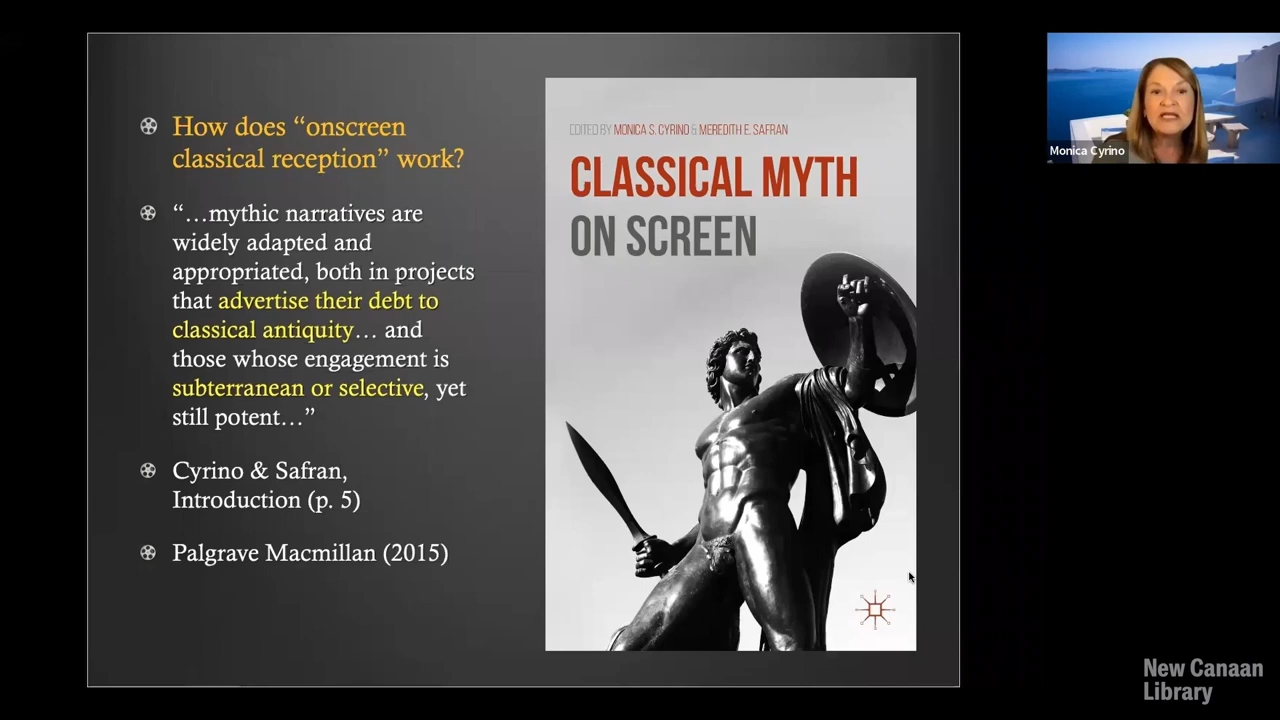 How does “onscreen
classical reception” work?
“…mythic narratives are
widely adapted and
appropriated, both in projects
that advertise their debt to
classical antiquity… and
those whose engagement is
subterranean or selective, yet
still potent…”
Cyrino & Safran,
Introduction (p. 5)
Palgrave Macmillan (2015)
EDITED BY MONICA S. CYRINO & MEREDITH E. SAFRAN
CLASSICAL MYTH
ON SCREEN
Monica Cyrino
New Canaan
Library